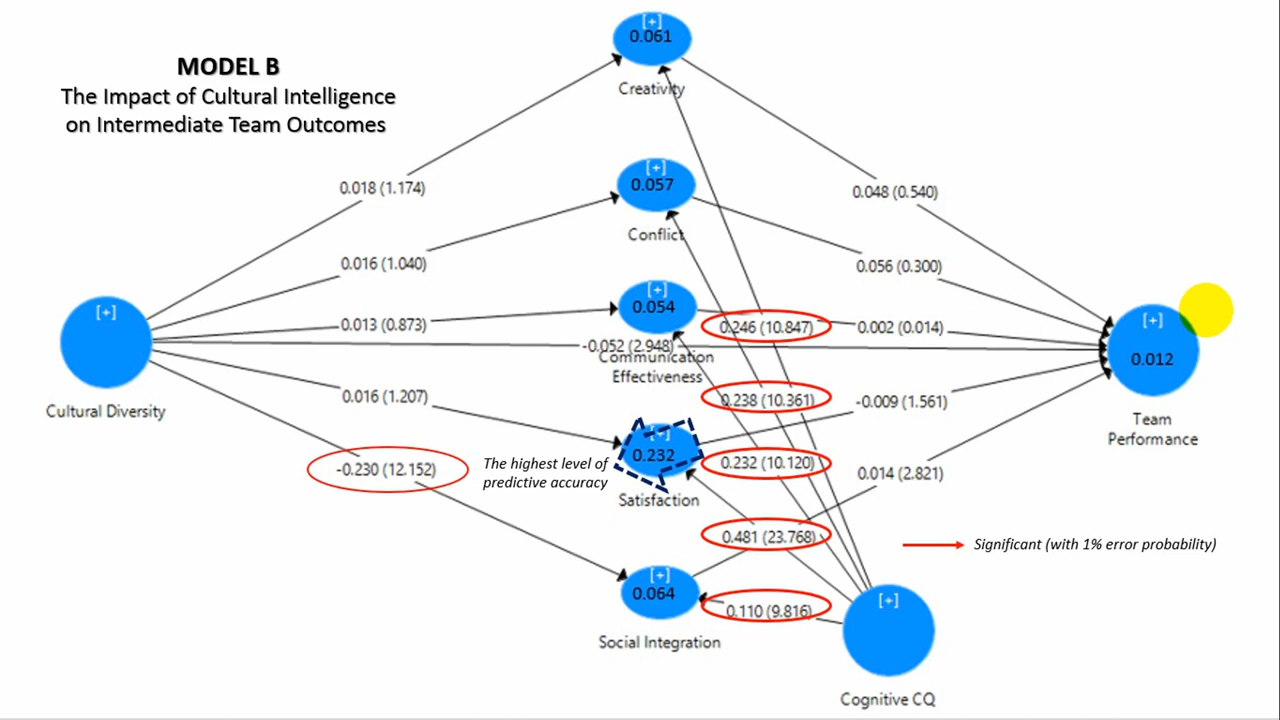 MODEL B
The Impact of Cultural Intelligence
on Intermediate Team Outcomes
[+]
0.061
Creativity
0.018 (1.174)
0.048 (0.540)
[+]
0.057
Conflict
0.016 (1.040)
0.056 (0.300)
[+]
0.054
Communication
Effectiveness
0.013 (0.873)
0.246 (10.847)
0.002 (0.014)
-0.052 (2.948)
[+]
Cultural Diversity
[+]
0.012
Team
Performance
0.016 (1.207)
0.238 (10.361)
-0.009 (1.561)
[+]
0.232
Satisfaction
-0.230 (12.152)
The highest level of
predictive accuracy
0.232 (10.120)
0.014 (2.821)
0.481 (23.768)
Significant (with 1% error probability)
[+]
0.064
Social Integration
0.110 (9.816)
[+]
Cognitive CQ